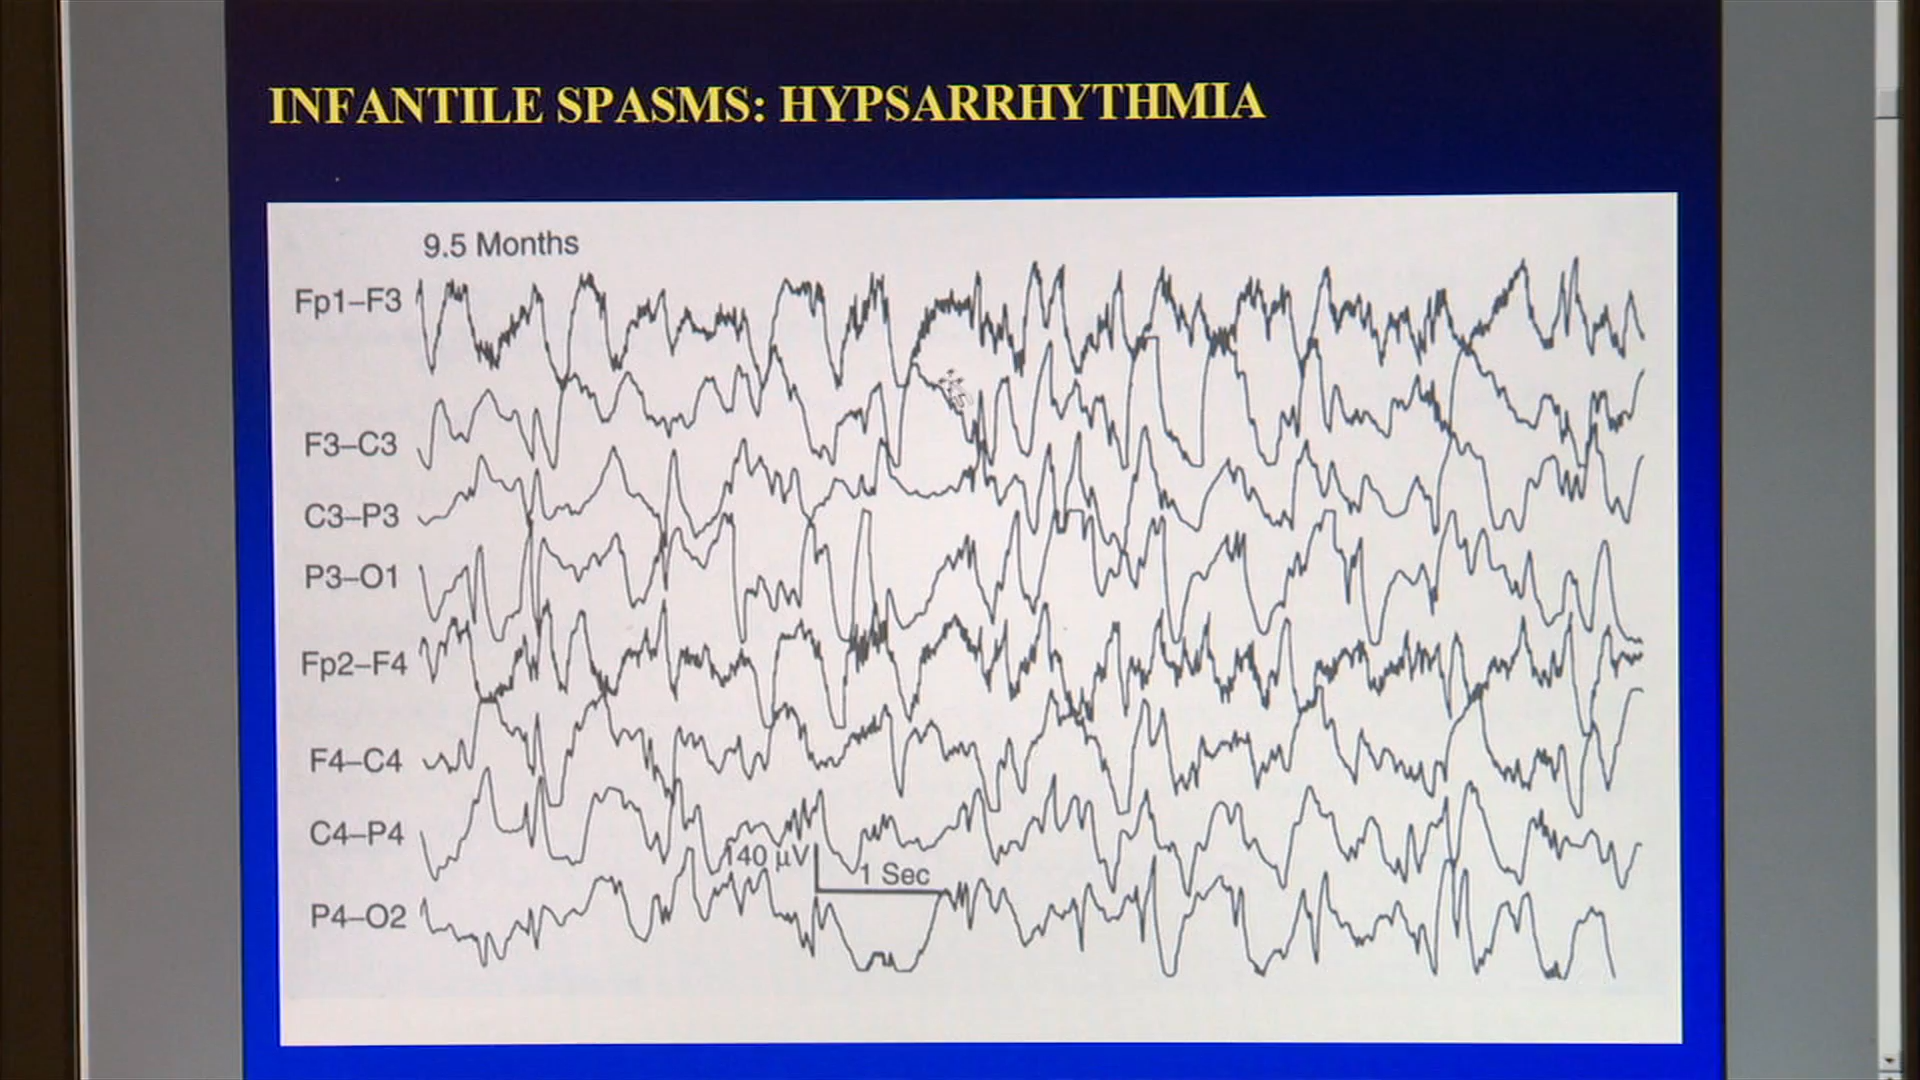 INFANTILE SPASMS: HYPSARRHYTHMIA
9.5 Months
Fp1–F3
F3–C3
C3–P3
P3–O1
Fp2–F4
F4–C4
C4–P4
140 µV
1 Sec
P4–O2